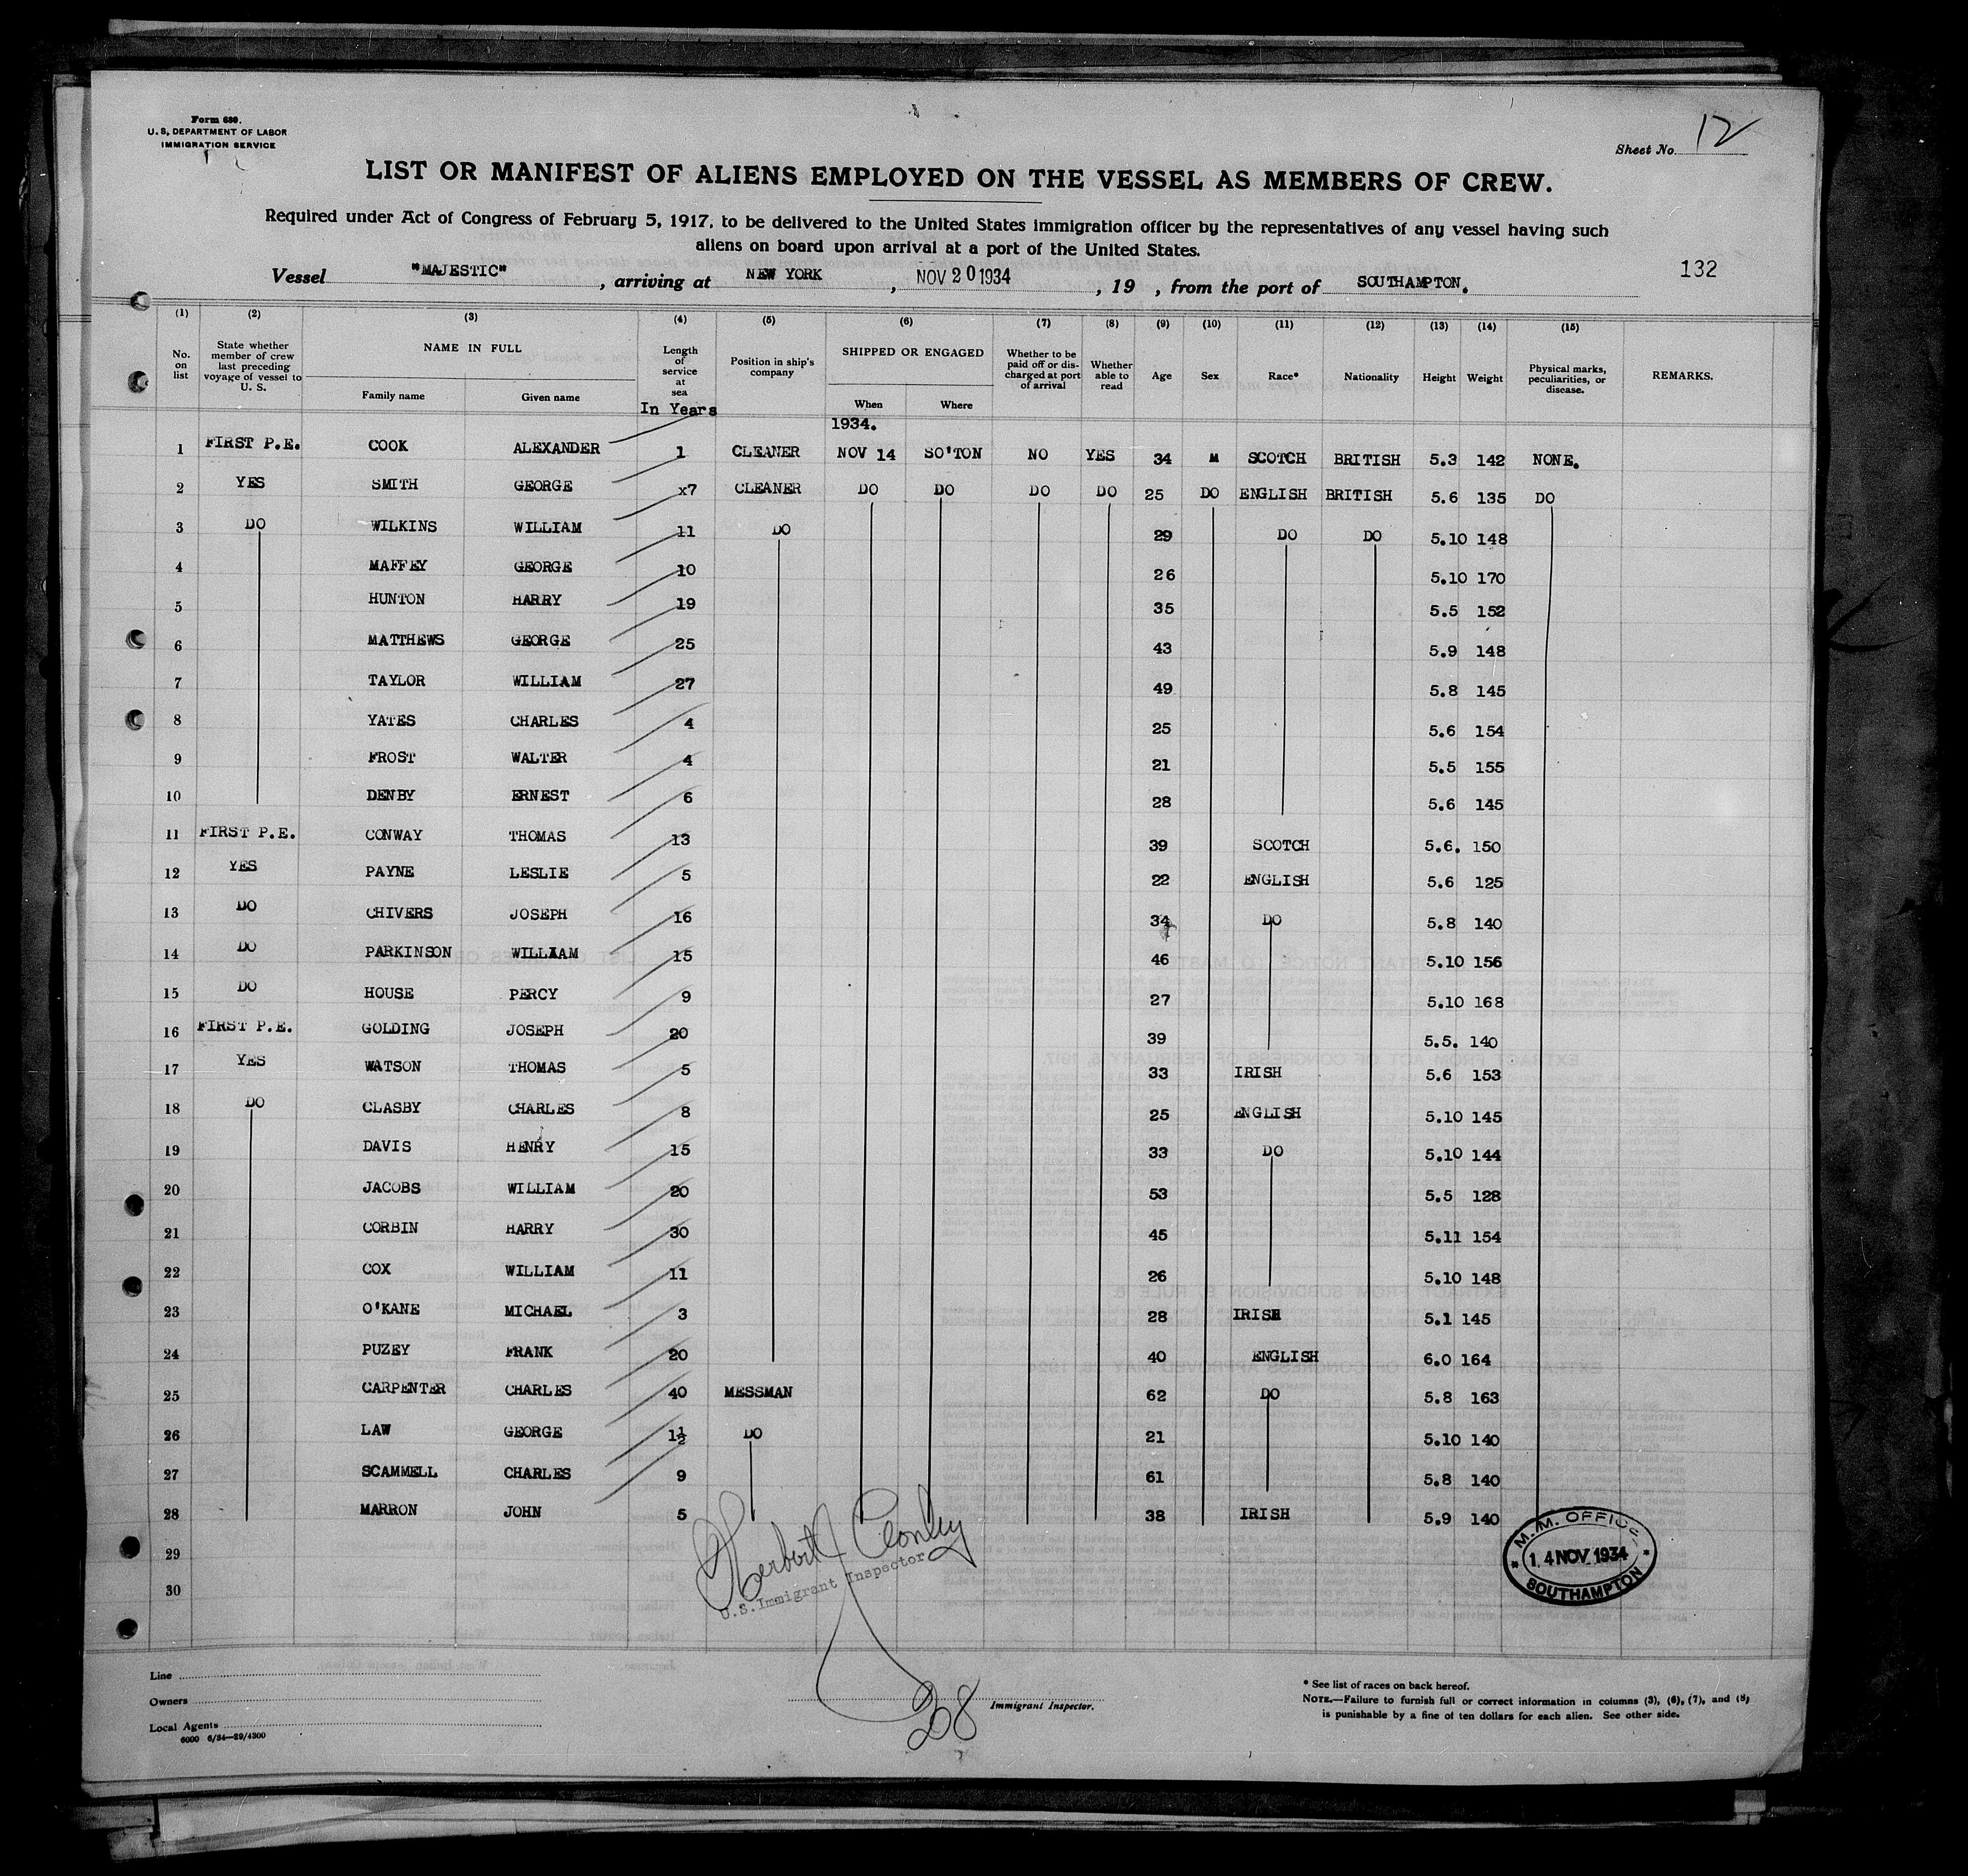 Form 680.
U. S. DEPARTMENT OF LABOR
IMMIGRATION SERVICE
Sheet No. 12
LIST OR MANIFEST OF ALIENS EMPLOYED ON THE VESSEL AS MEMBERS OF CREW.
Required under Act of Congress of February 5, 1917, to be delivered to the United States immigration officer by the representatives of any vessel having such
aliens on board upon arrival at a port of the United States.
132
Vessel "MAJESTIC", arriving at NEW YORK, NOV 20 1934, 19 , from the port of SOUTHAMPTON.
(1) (2) (3) (4) (5) (6) (7) (8) (9) (10) (11) (12) (13) (14) (15)
No. on list State whether member of crew last preceding voyage of vessel to U. S. NAME IN FULL Family name Given name Length of service at sea In Years Position in ship's company SHIPPED OR ENGAGED When Where Whether to be paid off or discharged at port of arrival Whether able to read Age Sex Race* Nationality Height Weight Physical marks, peculiarities, or disease. REMARKS.
1934.
1 FIRST P.E. COOK ALEXANDER 1 CLEANER NOV 14 SO'TON NO YES 34 M SCOTCH BRITISH 5.3 142 NONE.
2 YES SMITH GEORGE x7 CLEANER DO DO DO DO 25 DO ENGLISH BRITISH 5.6 135 DO
3 DO WILKINS WILLIAM 11 DO 29 DO DO 5.10 148
4 MAFFEY GEORGE 10 26 5.10 170
5 HUNTON HARRY 19 35 5.5 152
6 MATTHEWS GEORGE 25 43 5.9 148
7 TAYLOR WILLIAM 27 49 5.8 145
8 YATES CHARLES 4 25 5.6 154
9 FROST WALTER 4 21 5.5 155
10 DENBY ERNEST 6 28 5.6 145
11 FIRST P.E. CONWAY THOMAS 13 39 SCOTCH 5.6. 150
12 YES PAYNE LESLIE 5 22 ENGLISH 5.6 125
13 DO CHIVERS JOSEPH 16 34 DO 5.8 140
14 DO PARKINSON WILLIAM 15 46 5.10 156
15 DO HOUSE PERCY 9 27 5.10 168
16 FIRST P.E. GOLDING JOSEPH 20 39 5.5. 140
17 YES WATSON THOMAS 5 33 IRISH 5.6 153
18 DO CLASBY CHARLES 8 25 ENGLISH 5.10 145
19 DAVIS HENRY 15 33 DO 5.10 144
20 JACOBS WILLIAM 20 53 5.5 128
21 CORBIN HARRY 30 45 5.11 154
22 COX WILLIAM 11 26 5.10 148
23 O'KANE MICHAEL 3 28 IRISH 5.1 145
24 PUZEY FRANK 20 40 ENGLISH 6.0 164
25 CARPENTER CHARLES 40 MESSMAN 62 DO 5.8 163
26 LAW GEORGE 1½ DO 21 5.10 140
27 SCAMMELL CHARLES 9 61 5.8 140
28 MARRON JOHN 5 38 IRISH 5.9 140
29
30
Herbert J Conley
U.S. Immigrant Inspector
M.M. OFFICE
14 NOV 1934
SOUTHAMPTON
Line
Owners
Local Agents
6000 6/34—29/4300
28
Immigrant Inspector.
* See list of races on back hereof.
NOTE.—Failure to furnish full or correct information in columns (3), (6), (7), and (8)
is punishable by a fine of ten dollars for each alien. See other side.